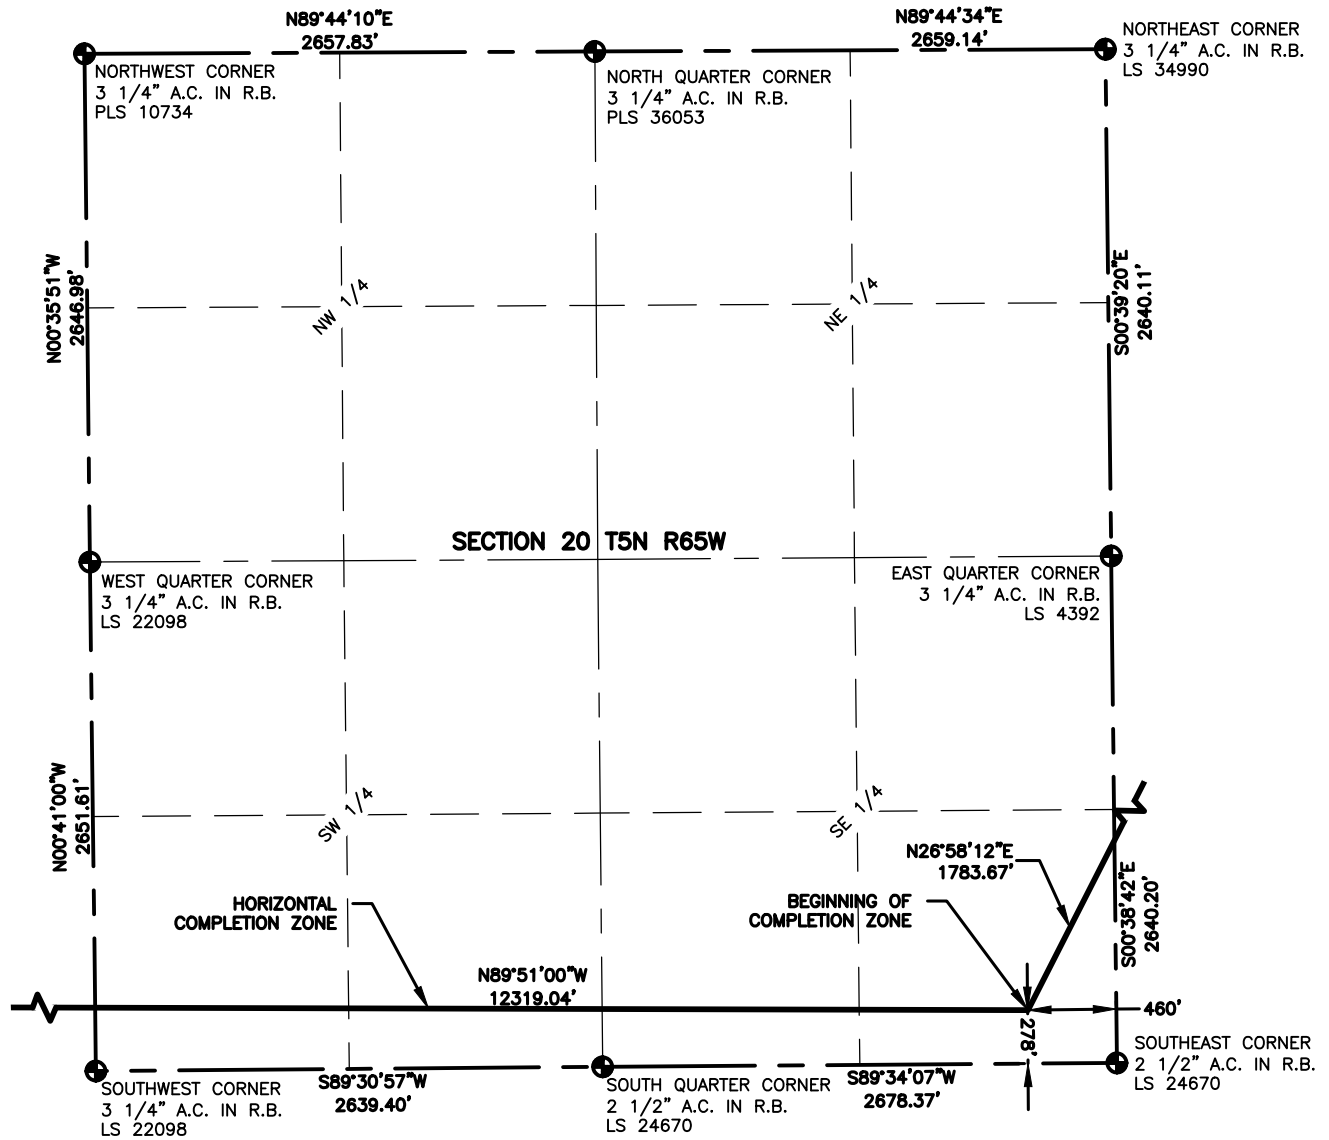 N89°44'10"E
2657.83'
N89°44'34"E
2659.14'
NORTHEAST CORNER
3 1/4" A.C. IN R.B.
LS 34990
NORTHWEST CORNER
3 1/4" A.C. IN R.B.
PLS 10734
NORTH QUARTER CORNER
3 1/4" A.C. IN R.B.
PLS 36053
N00°35'51"W
2646.98'
NW 1/4
NE 1/4
S00°39'20"E
2640.11'
SECTION 20 T5N R65W
WEST QUARTER CORNER
3 1/4" A.C. IN R.B.
LS 22098
EAST QUARTER CORNER
3 1/4" A.C. IN R.B.
LS 4392
N00°41'00"W
2651.61'
SW 1/4
SE 1/4
N26°58'12"E
1783.67'
S00°38'42"E
2640.20'
HORIZONTAL
COMPLETION ZONE
BEGINNING OF
COMPLETION ZONE
N89°51'00"W
12319.04'
460'
278'
SOUTHEAST CORNER
2 1/2" A.C. IN R.B.
LS 24670
SOUTHWEST CORNER
3 1/4" A.C. IN R.B.
LS 22098
S89°30'57"W
2639.40'
SOUTH QUARTER CORNER
2 1/2" A.C. IN R.B.
LS 24670
S89°34'07"W
2678.37'